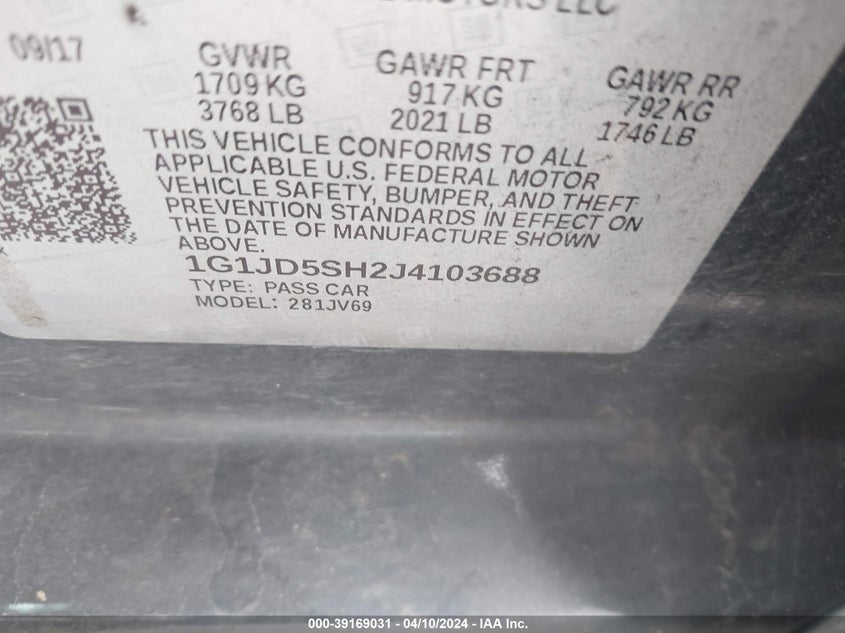 MOTORS LLC
09/17
GVWR
1709 KG
3768 LB
GAWR FRT
917 KG
2021 LB
GAWR RR
792 KG
1746 LB
THIS VEHICLE CONFORMS TO ALL
APPLICABLE U.S. FEDERAL MOTOR
VEHICLE SAFETY, BUMPER, AND THEFT
PREVENTION STANDARDS IN EFFECT ON
THE DATE OF MANUFACTURE SHOWN
ABOVE.
1G1JD5SH2J4103688
TYPE: PASS CAR
MODEL: 281JV69
000-39169031 - 04/10/2024 - IAA Inc.